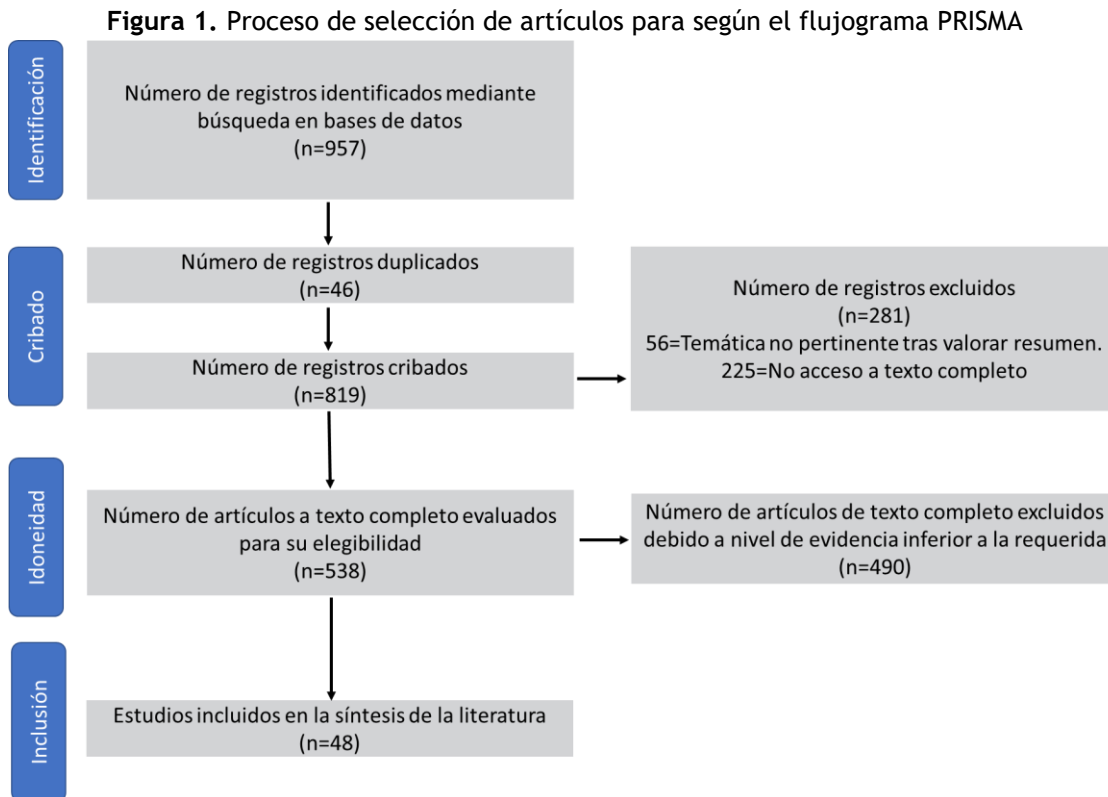 Figura 1. Proceso de selección de artículos para según el flujograma PRISMA
Identificación
Número de registros identificados mediante
búsqueda en bases de datos
(n=957)
Cribado
Número de registros duplicados
(n=46)
Número de registros cribados
(n=819)
Número de registros excluidos
(n=281)
56=Temática no pertinente tras valorar resumen.
225=No acceso a texto completo
Idoneidad
Número de artículos a texto completo evaluados
para su elegibilidad
(n=538)
Número de artículos de texto completo excluidos
debido a nivel de evidencia inferior a la requerida
(n=490)
Inclusión
Estudios incluidos en la síntesis de la literatura
(n=48)